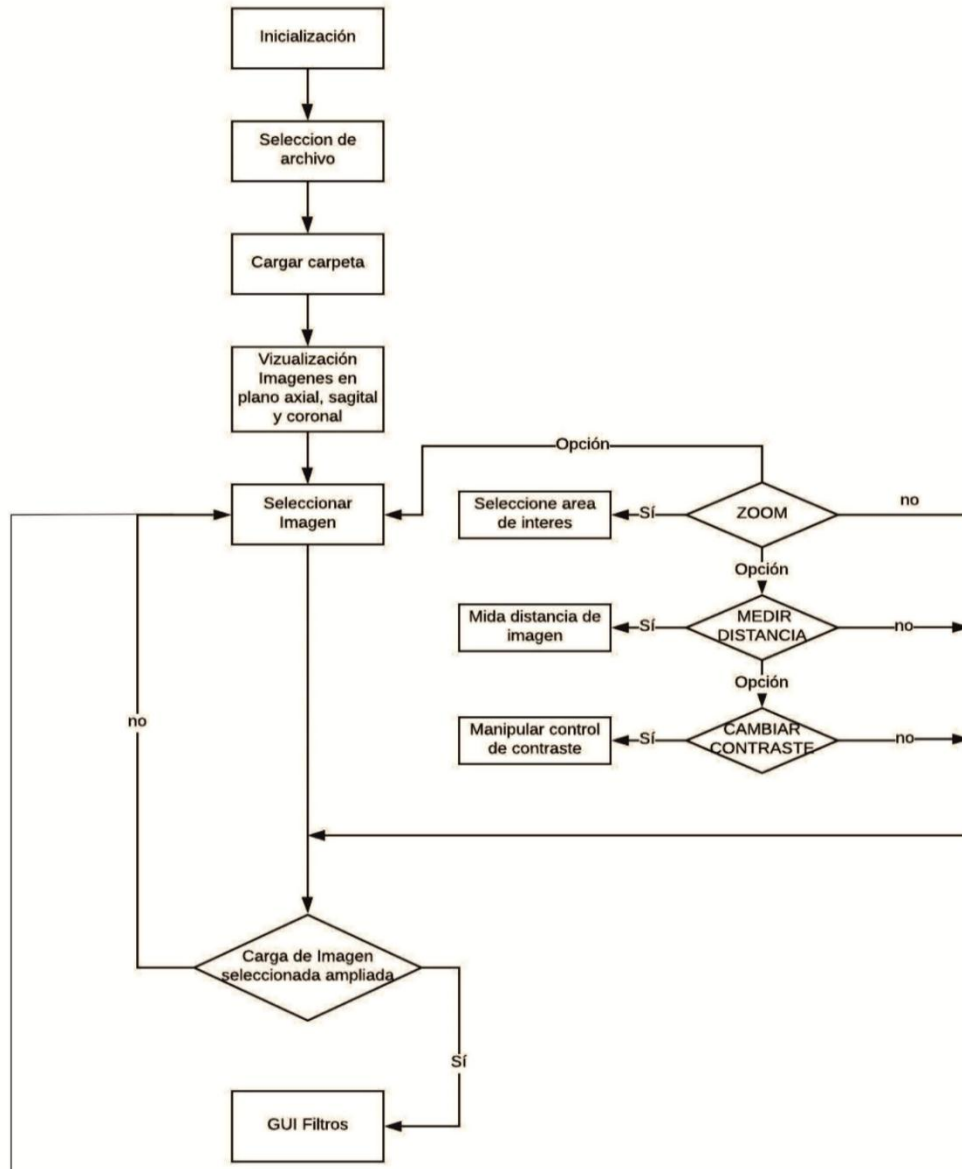 Inicialización
Seleccion de
archivo
Cargar carpeta
Vizualización
Imagenes en
plano axial, sagital
y coronal
Opción
Seleccionar
Imagen
Seleccione area
de interes
Sí
ZOOM
no
Opción
Mida distancia de
imagen
Sí
MEDIR
DISTANCIA
no
Opción
no
Manipular control
de contraste
Sí
CAMBIAR
CONTRASTE
no
Carga de Imagen
seleccionada ampliada
Sí
GUI Filtros